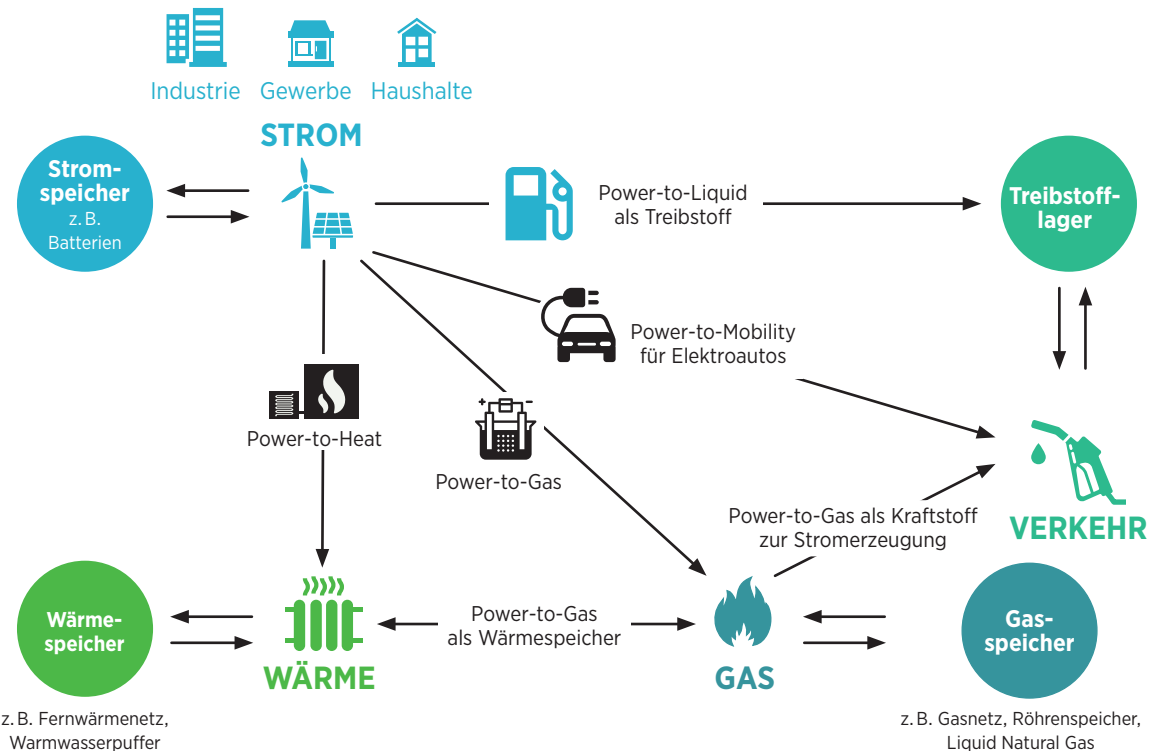 Industrie
Gewerbe
Haushalte
STROM
Strom-
speicher
z. B.
Batterien
Power-to-Liquid
als Treibstoff
Treibstoff-
lager
Power-to-Mobility
für Elektroautos
Power-to-Heat
+ −
Power-to-Gas
Power-to-Gas als Kraftstoff
zur Stromerzeugung
VERKEHR
Wärme-
speicher
z. B. Fernwärmenetz,
Warmwasserpuffer
WÄRME
Power-to-Gas
als Wärmespeicher
GAS
Gas-
speicher
z. B. Gasnetz, Röhrenspeicher,
Liquid Natural Gas